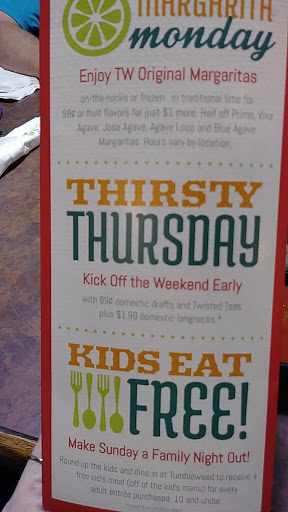 MARGARITA
monday
Enjoy TW Original Margaritas
on-the-rocks or frozen...in traditional lime for
99¢ or fruit flavors for just $1 more. Half off Primo, Viva
Agave, Jose Agave, Agave Loco and Blue Agave
Margaritas. Hours vary by location.
THIRSTY
THURSDAY
Kick Off the Weekend Early
with 99¢ domestic drafts and Twisted Teas
plus $1.99 domestic longnecks.*
KIDS EAT
FREE!
Make Sunday a Family Night Out!
Round up the kids and dine in at Tumbleweed to receive a
free kid's meal (off of the kid's menu) for every
adult entrée purchased. 10 and under